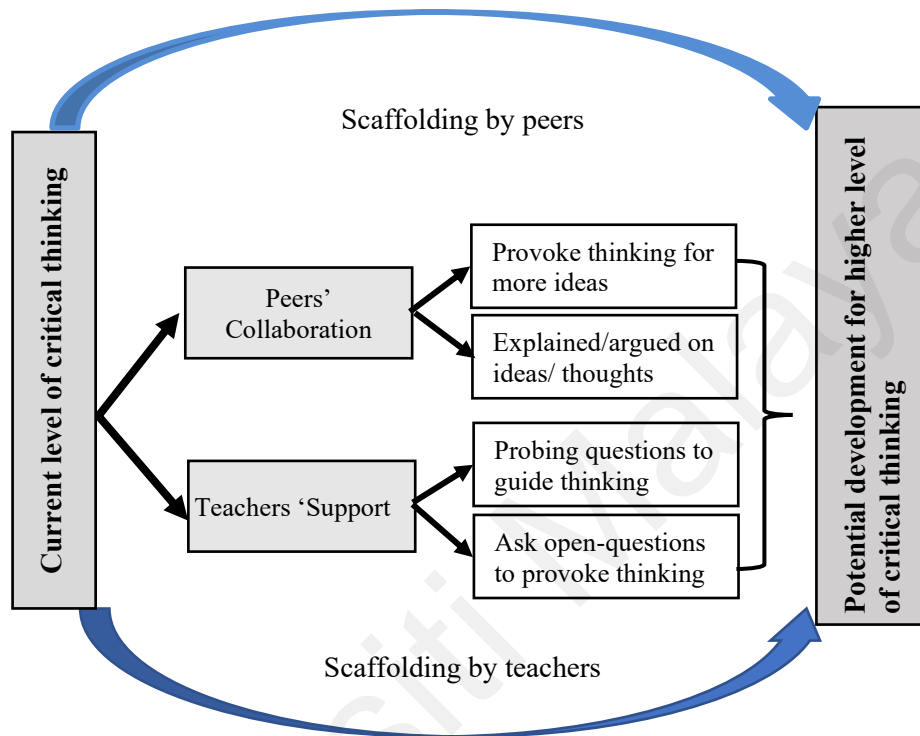 Scaffolding by peers
Current level of critical thinking
Peers’
Collaboration
Provoke thinking for
more ideas
Explained/argued on
ideas/ thoughts
Teachers ‘Support
Probing questions to
guide thinking
Ask open-questions
to provoke thinking
Potential development for higher level
of critical thinking
Scaffolding by teachers
siti Malaya